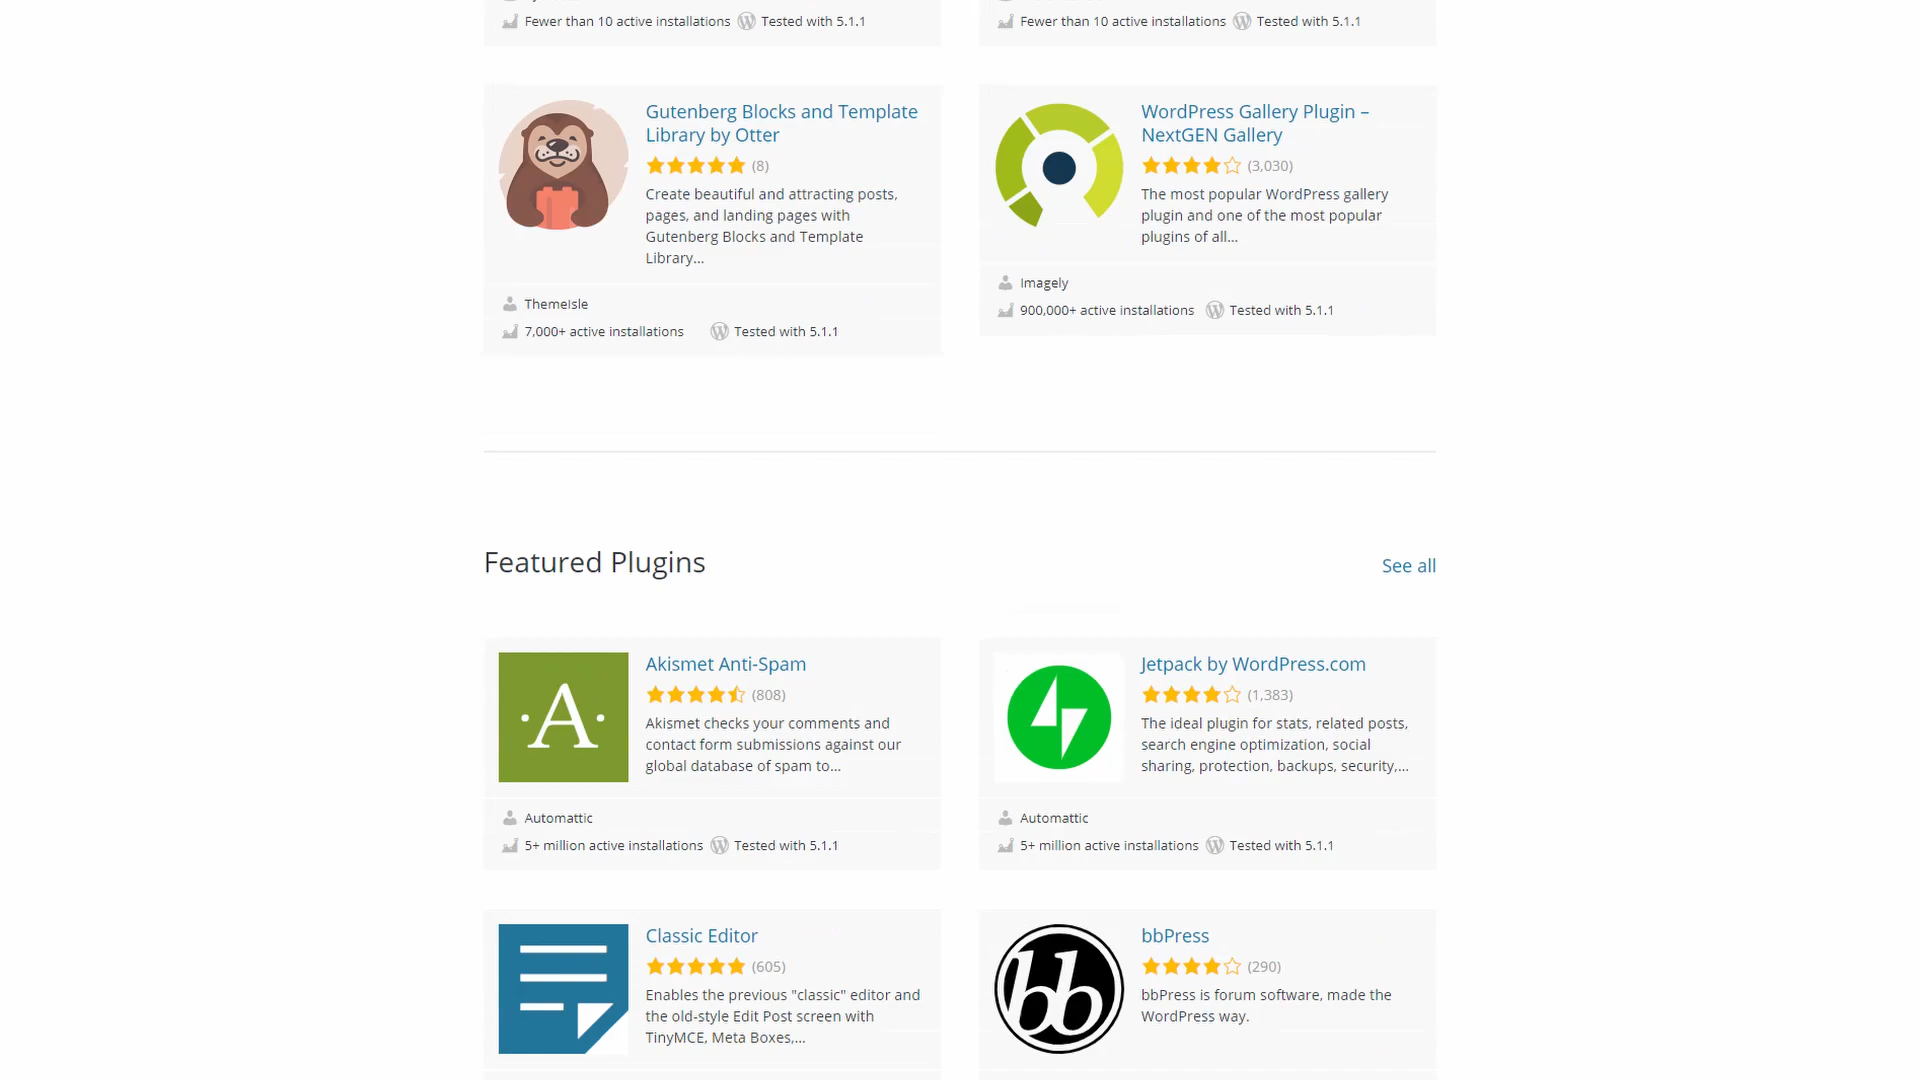 Fewer than 10 active installations Tested with 5.1.1
Fewer than 10 active installations Tested with 5.1.1
Gutenberg Blocks and Template
Library by Otter
(8)
Create beautiful and attracting posts,
pages, and landing pages with
Gutenberg Blocks and Template
Library...
ThemeIsle
7,000+ active installations Tested with 5.1.1
WordPress Gallery Plugin –
NextGEN Gallery
(3,030)
The most popular WordPress gallery
plugin and one of the most popular
plugins of all...
Imagely
900,000+ active installations Tested with 5.1.1
Featured Plugins
See all
·A·
Akismet Anti-Spam
(808)
Akismet checks your comments and
contact form submissions against our
global database of spam to...
Automattic
5+ million active installations Tested with 5.1.1
Jetpack by WordPress.com
(1,383)
The ideal plugin for stats, related posts,
search engine optimization, social
sharing, protection, backups, security,...
Automattic
5+ million active installations Tested with 5.1.1
Classic Editor
(605)
Enables the previous "classic" editor and
the old-style Edit Post screen with
TinyMCE, Meta Boxes,...
bb
bbPress
(290)
bbPress is forum software, made the
WordPress way.